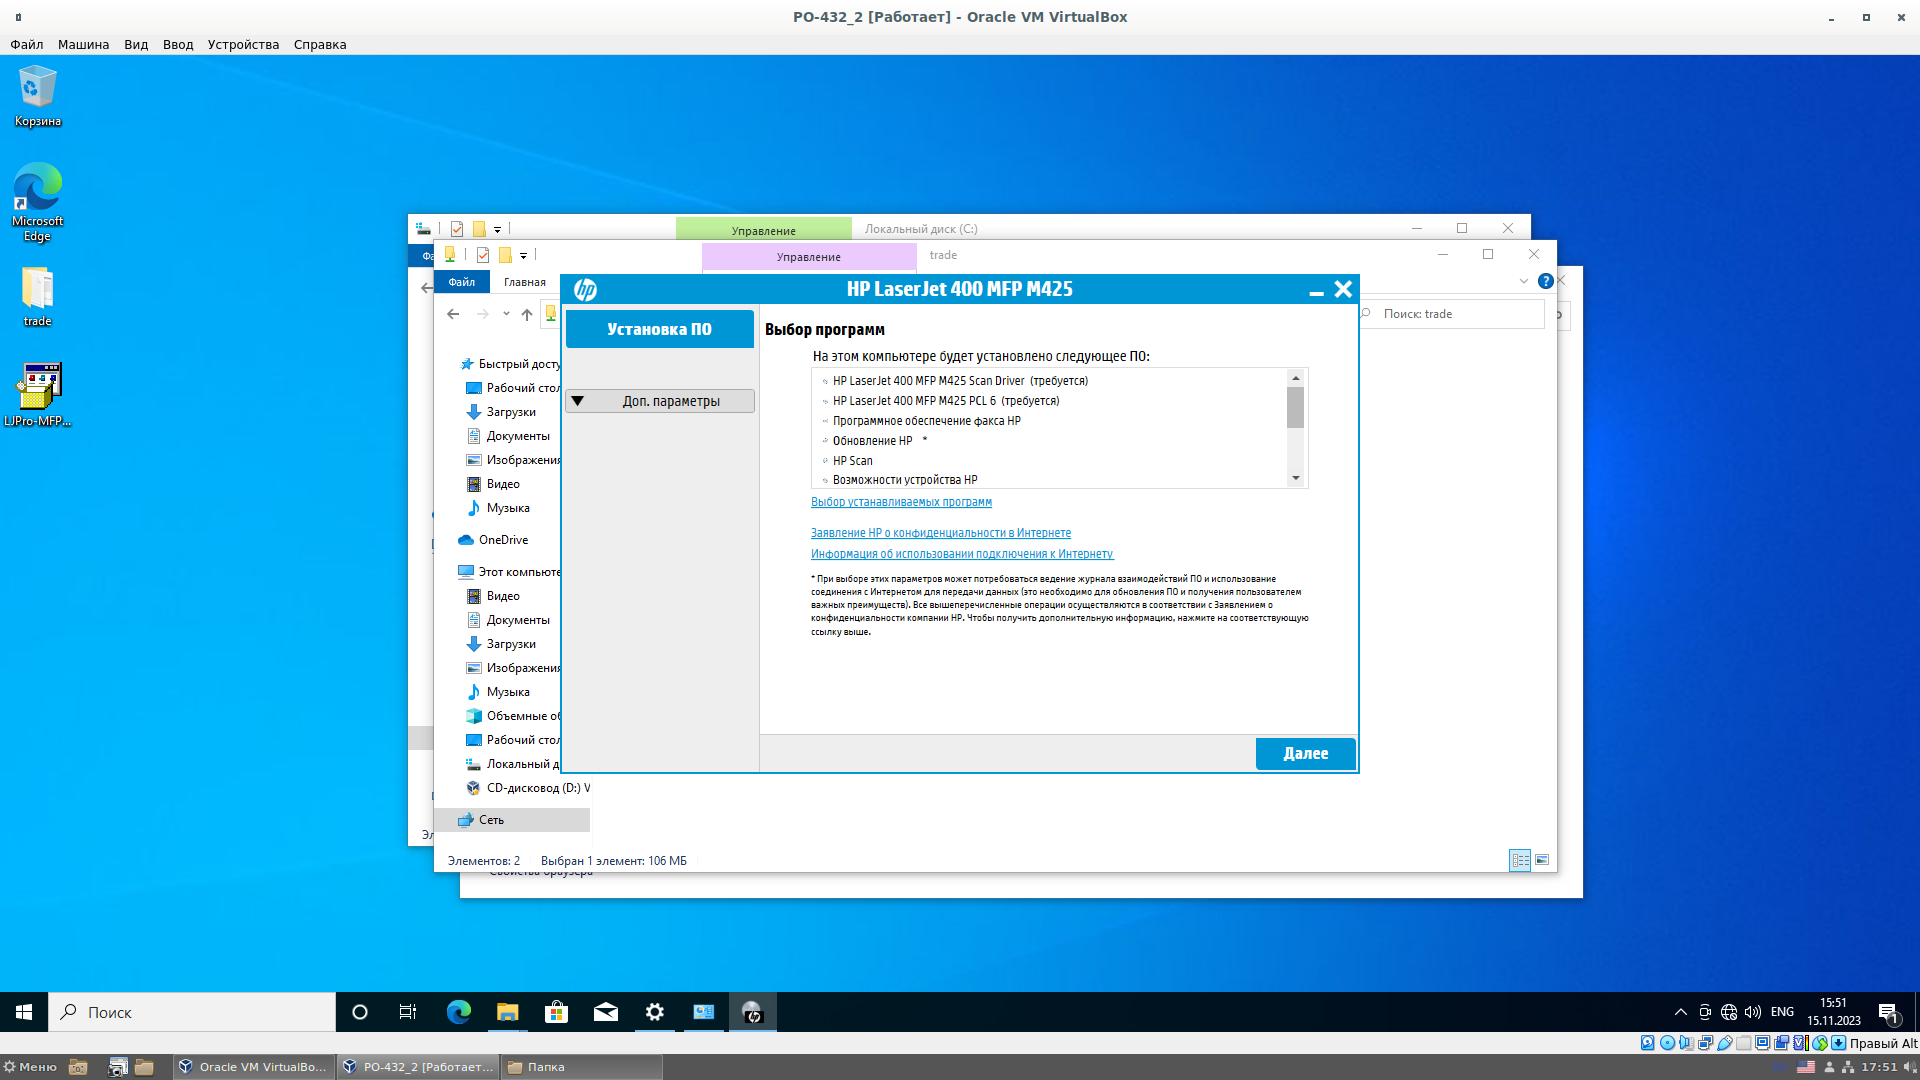 PO-432_2 [Работает] - Oracle VM VirtualBox
Файл Машина Вид Ввод Устройства Справка
Корзина
Microsoft
Edge
trade
LJPro-MFP...
Управление
Локальный диск (C:)
Управление
trade
Файл
Главная
Поиск: trade
Быстрый досту
Рабочий стол
Загрузки
Документы
Изображения
Видео
Музыка
OneDrive
Этот компьюте
Видео
Документы
Загрузки
Изображения
Музыка
Объемные об
Рабочий стол
Локальный д
CD-дисковод (D:) V
Сеть
Элементов: 2 Выбран 1 элемент: 106 МБ
Эл
Свойства браузера
hp
HP LaserJet 400 MFP M425
Установка ПО
Доп. параметры
Выбор программ
На этом компьютере будет установлено следующее ПО:
HP LaserJet 400 MFP M425 Scan Driver (требуется)
HP LaserJet 400 MFP M425 PCL 6 (требуется)
Программное обеспечение факса HP
Обновление HP *
HP Scan
Возможности устройства HP
Выбор устанавливаемых программ
Заявление HP о конфиденциальности в Интернете
Информация об использовании подключения к Интернету
* При выборе этих параметров может потребоваться ведение журнала взаимодействий ПО и использование
соединения с Интернетом для передачи данных (это необходимо для обновления ПО и получения пользователем
важных преимуществ). Все вышеперечисленные операции осуществляются в соответствии с Заявлением о
конфиденциальности компании HP. Чтобы получить дополнительную информацию, нажмите на соответствующую
ссылку выше.
Далее
Поиск
ENG
15:51
15.11.2023
1
Правый Alt
Меню
Oracle VM VirtualBo...
PO-432_2 [Работает...
Папка
17:51